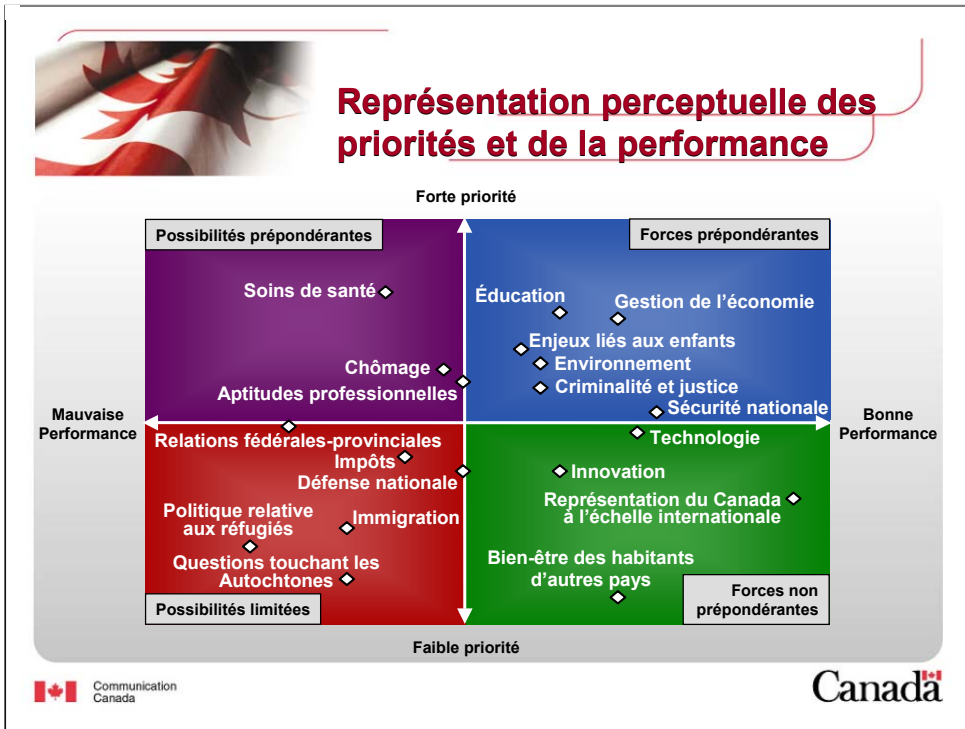 Représentation perceptuelle des
priorités et de la performance
Forte priorité
Possibilités prépondérantes
Forces prépondérantes
Soins de santé
Éducation
Gestion de l'économie
Enjeux liés aux enfants
Chômage
Environnement
Aptitudes professionnelles
Criminalité et justice
Sécurité nationale
Mauvaise
Performance
Bonne
Performance
Relations fédérales-provinciales
Technologie
Impôts
Défense nationale
Innovation
Politique relative
aux réfugiés
Immigration
Représentation du Canada
à l'échelle internationale
Questions touchant les
Autochtones
Bien-être des habitants
d'autres pays
Possibilités limitées
Forces non
prépondérantes
Faible priorité
Communication
Canada
Canada